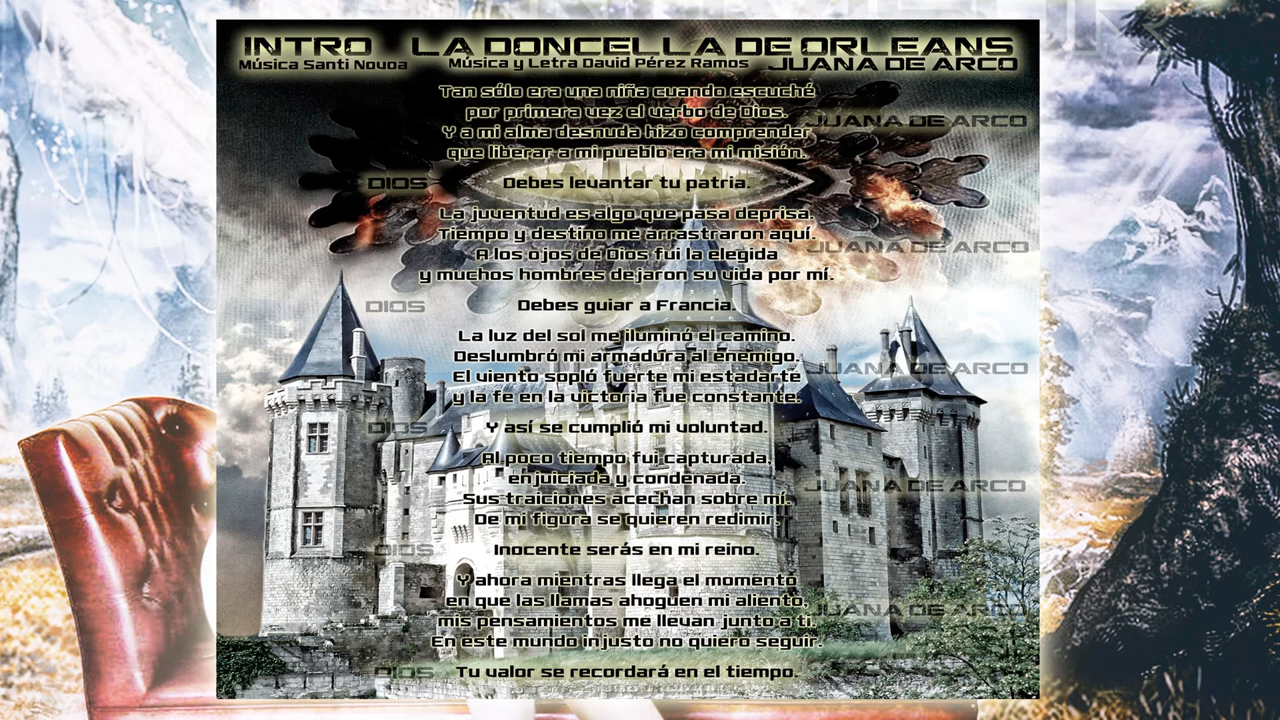 INTRO LA DONCELLA DE ORLEANS
Música Santi Novoa Música y Letra David Pérez Ramos JUANA DE ARCO
Tan sólo era una niña cuando escuché
por primera vez el verbo de Dios. JUANA DE ARCO
Y a mi alma desnuda hizo comprender
que liberar a mi pueblo era mi misión.
DIOS Debes levantar tu patria.
La juventud es algo que pasa deprisa.
Tiempo y destino me arrastraron aquí. JUANA DE ARCO
A los ojos de Dios fui la elegida
y muchos hombres dejaron su vida por mí.
DIOS Debes guiar a Francia.
La luz del sol me iluminó el camino.
Deslumbró mi armadura al enemigo. JUANA DE ARCO
El viento sopló fuerte mi estadarte
y la fe en la victoria fue constante.
DIOS Y así se cumplió mi voluntad.
Al poco tiempo fui capturada,
enjuiciada y condenada. JUANA DE ARCO
Sus traiciones acechan sobre mí.
De mi figura se quieren redimir.
DIOS Inocente serás en mi reino.
Y ahora mientras llega el momento
en que las llamas ahoguen mi aliento, JUANA DE ARCO
mis pensamientos me llevan junto a ti.
En este mundo injusto no quiero seguir.
DIOS Tu valor se recordará en el tiempo.